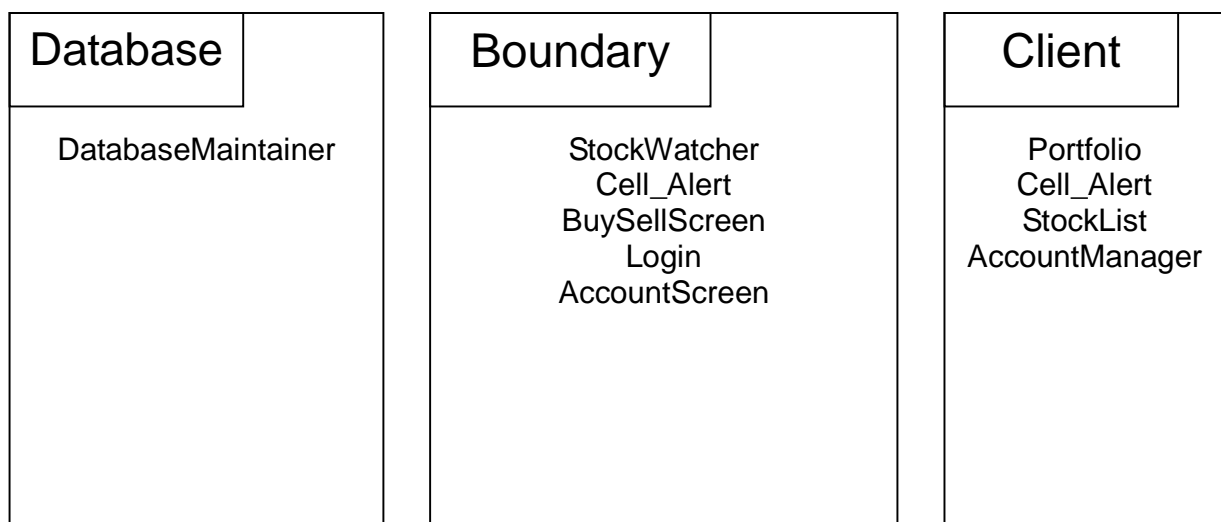 Database
DatabaseMaintainer
Boundary
StockWatcher
Cell_Alert
BuySellScreen
Login
AccountScreen
Client
Portfolio
Cell_Alert
StockList
AccountManager